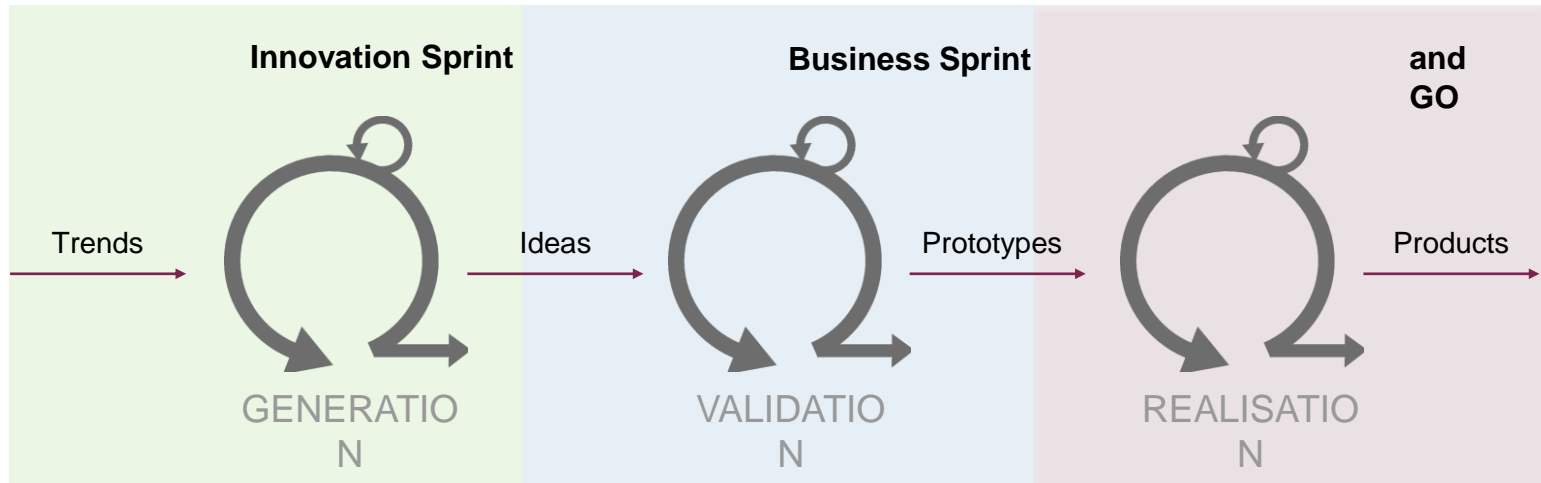 Innovation Sprint
Business Sprint
and
GO
Trends
Ideas
Prototypes
Products
GENERATIO
N
VALIDATIO
N
REALISATIO
N